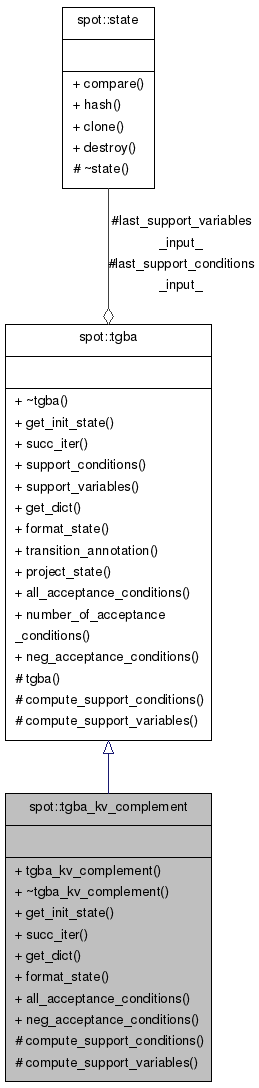 spot::state
+ compare()
+ hash()
+ clone()
+ destroy()
# ~state()
#last_support_variables
_input_
#last_support_conditions
_input_
spot::tgba
+ ~tgba()
+ get_init_state()
+ succ_iter()
+ support_conditions()
+ support_variables()
+ get_dict()
+ format_state()
+ transition_annotation()
+ project_state()
+ all_acceptance_conditions()
+ number_of_acceptance
_conditions()
+ neg_acceptance_conditions()
# tgba()
# compute_support_conditions()
# compute_support_variables()
spot::tgba_kv_complement
+ tgba_kv_complement()
+ ~tgba_kv_complement()
+ get_init_state()
+ succ_iter()
+ get_dict()
+ format_state()
+ all_acceptance_conditions()
+ neg_acceptance_conditions()
# compute_support_conditions()
# compute_support_variables()